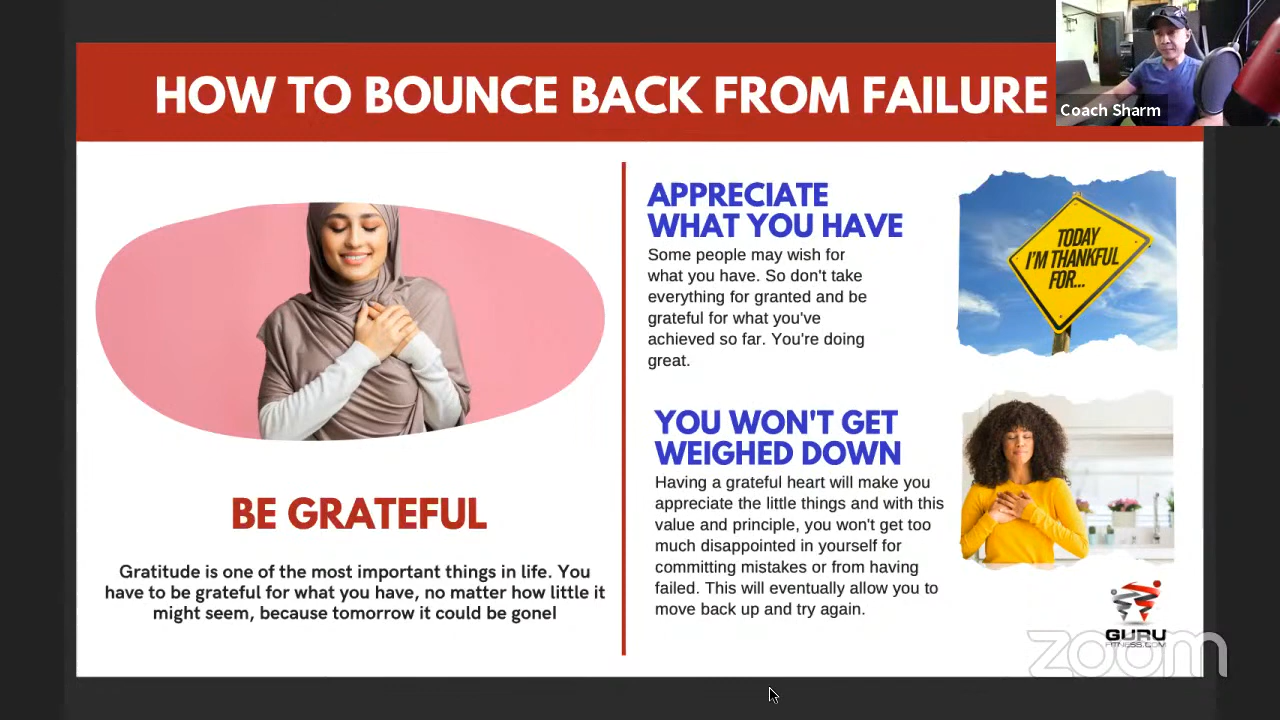 HOW TO BOUNCE BACK FROM FAILURE
Coach Sharm
BE GRATEFUL
Gratitude is one of the most important things in life. You
have to be grateful for what you have, no matter how little it
might seem, because tomorrow it could be gone!
APPRECIATE
WHAT YOU HAVE
Some people may wish for
what you have. So don't take
everything for granted and be
grateful for what you've
achieved so far. You're doing
great.
TODAY
I'M THANKFUL
FOR...
YOU WON'T GET
WEIGHED DOWN
Having a grateful heart will make you
appreciate the little things and with this
value and principle, you won't get too
much disappointed in yourself for
committing mistakes or from having
failed. This will eventually allow you to
move back up and try again.
GURU
FITNESS.COM
zoom